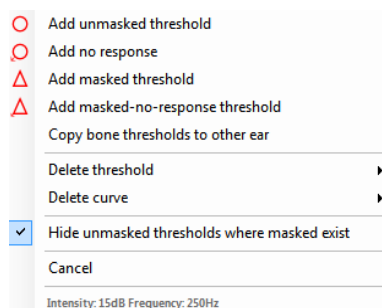 Add unmasked threshold
Add no response
Add masked threshold
Add masked-no-response threshold
Copy bone thresholds to other ear
Delete threshold
Delete curve
Hide unmasked thresholds where masked exist
Cancel
Intensity: 15dB Frequency: 250Hz